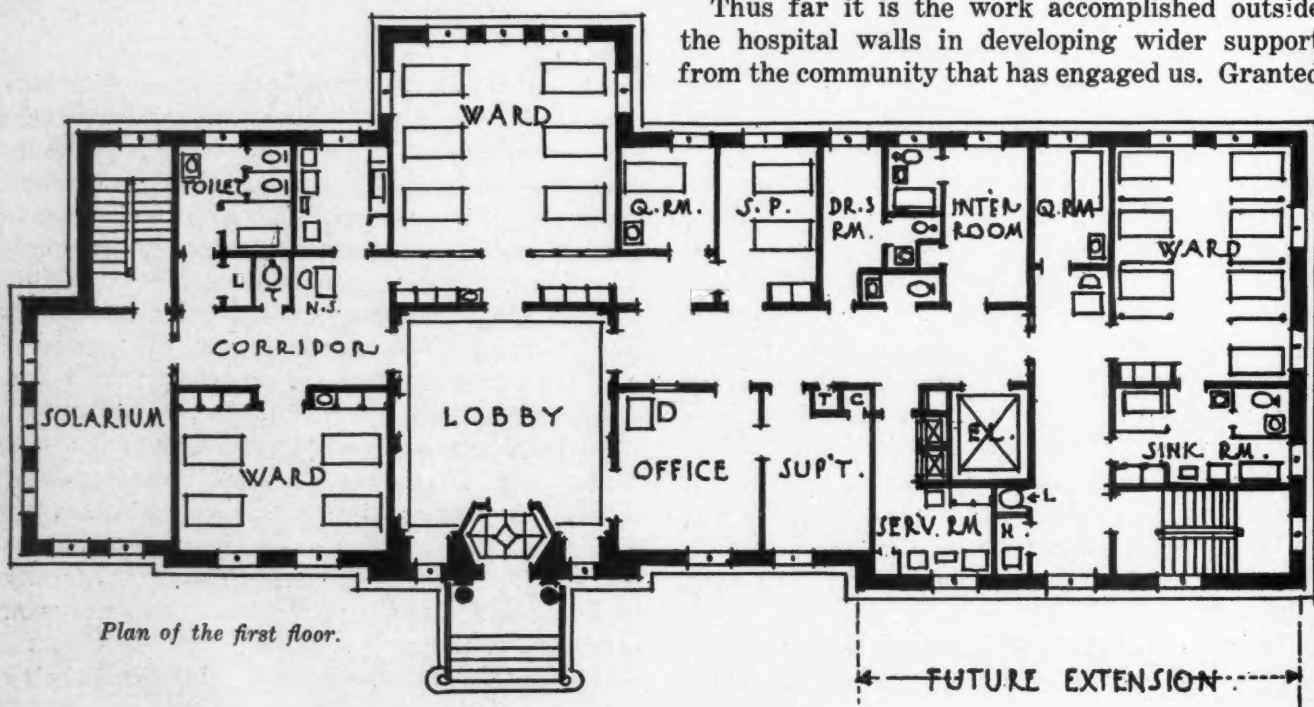 Thus far it is the work accomplished outside
the hospital walls in developing wider support
from the community that has engaged us. Granted
WARD
TOILET
Q. RM.
S. P.
DR.S
RM.
INTER
ROOM
Q. RM
WARD
L
T
N.S.
CORRIDOR
SOLARIUM
WARD
LOBBY
OFFICE
SUP'T.
T
C
EL.
SERV. RM
L
H.
SINK RM.
Plan of the first floor.
FUTURE EXTENSION